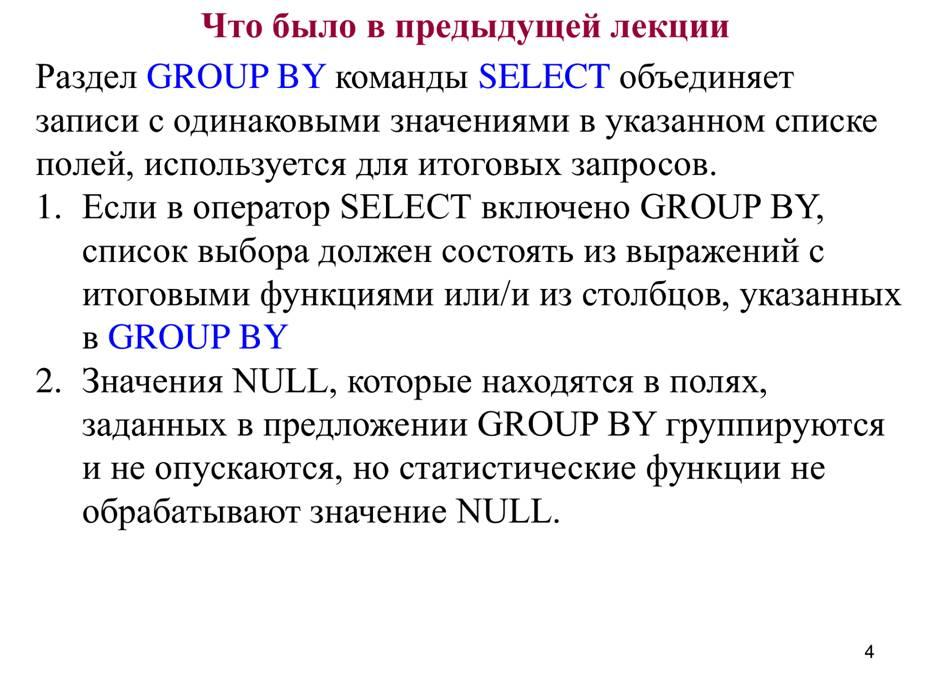 Что было в предыдущей лекции
Раздел GROUP BY команды SELECT объединяет
записи с одинаковыми значениями в указанном списке
полей, используется для итоговых запросов.
1. Если в оператор SELECT включено GROUP BY,
список выбора должен состоять из выражений с
итоговыми функциями или/и из столбцов, указанных
в GROUP BY
2. Значения NULL, которые находятся в полях,
заданных в предложении GROUP BY группируются
и не опускаются, но статистические функции не
обрабатывают значение NULL.
4